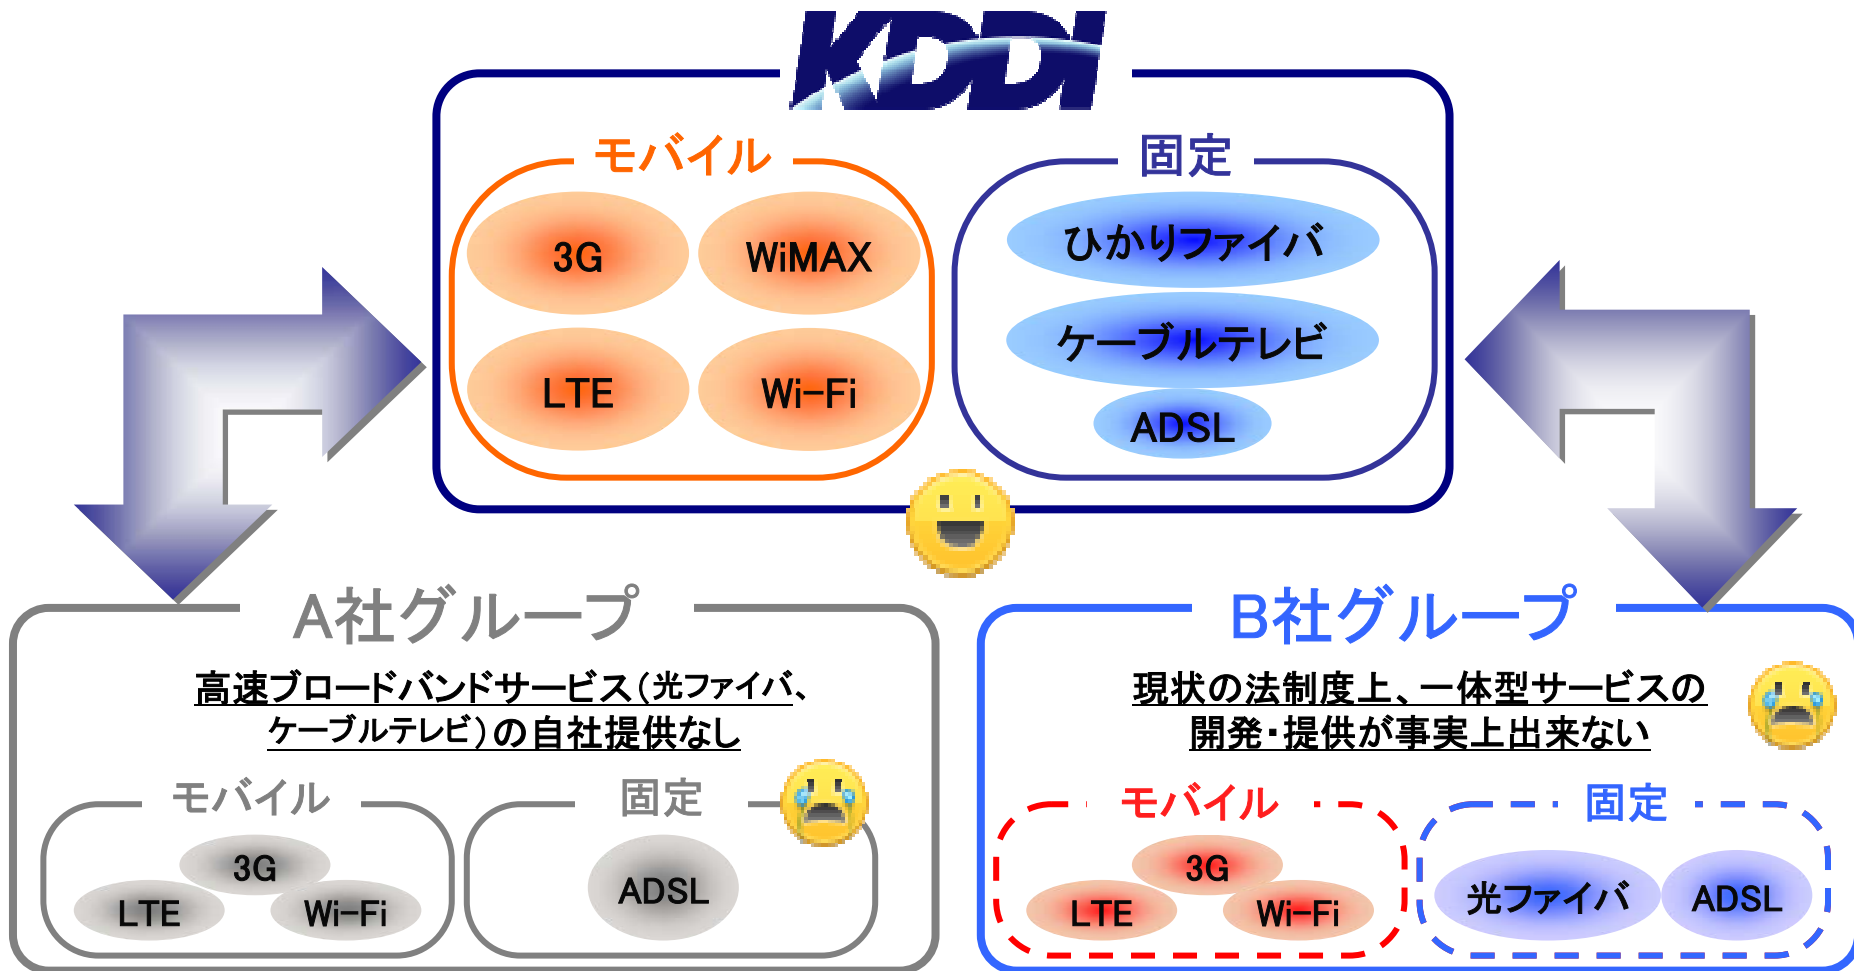 KDDI
モバイル
固定
3G
WiMAX
LTE
Wi-Fi
ひかりファイバ
ケーブルテレビ
ADSL
A社グループ
高速ブロードバンドサービス(光ファイバ、
ケーブルテレビ)の自社提供なし
モバイル
固定
3G
LTE
Wi-Fi
ADSL
B社グループ
現状の法制度上、一体型サービスの
開発・提供が事実上出来ない
モバイル
固定
3G
LTE
Wi-Fi
光ファイバ
ADSL